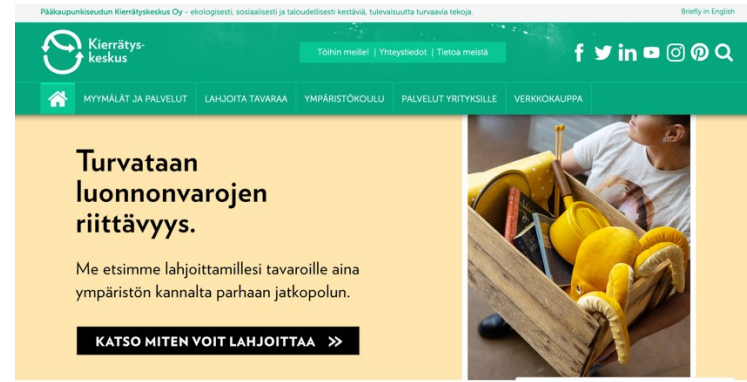 Pääkaupunkiseudun Kierrätyskeskus Oy - ekologisesti, sosiaalisesti ja taloudellisesti kestäviä, tulevaisuutta turvaavia tekoja.
Briefly in English
Kierrätys-
keskus
Töihin meille! | Yhteystiedot | Tietoa meistä
MYYMÄLÄT JA PALVELUT LAHJOITA TAVARAA YMPÄRISTÖKOULU PALVELUT YRITYKSILLE VERKKOKAUPPA
Turvataan
luonnonvarojen
riittävyys.
Me etsimme lahjoittamillesi tavaroille aina
ympäristön kannalta parhaan jatkopolun.
KATSO MITEN VOIT LAHJOITTAA >>